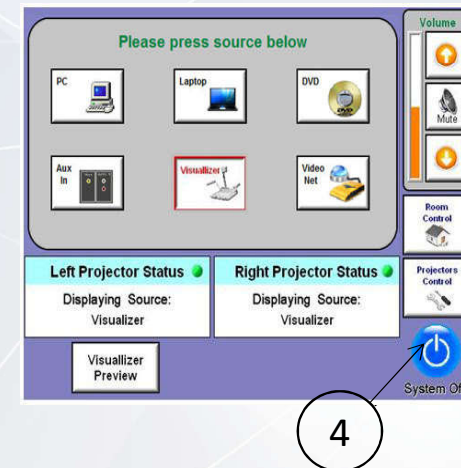 Please press source below
PC
Laptop
DVD
Aux
In
Visuallizer
Video
Net
Left Projector Status
Displaying Source:
Visualizer
Right Projector Status
Displaying Source:
Visualizer
Visuallizer
Preview
Volume
Mute
Room
Control
Projectors
Control
System Of
4